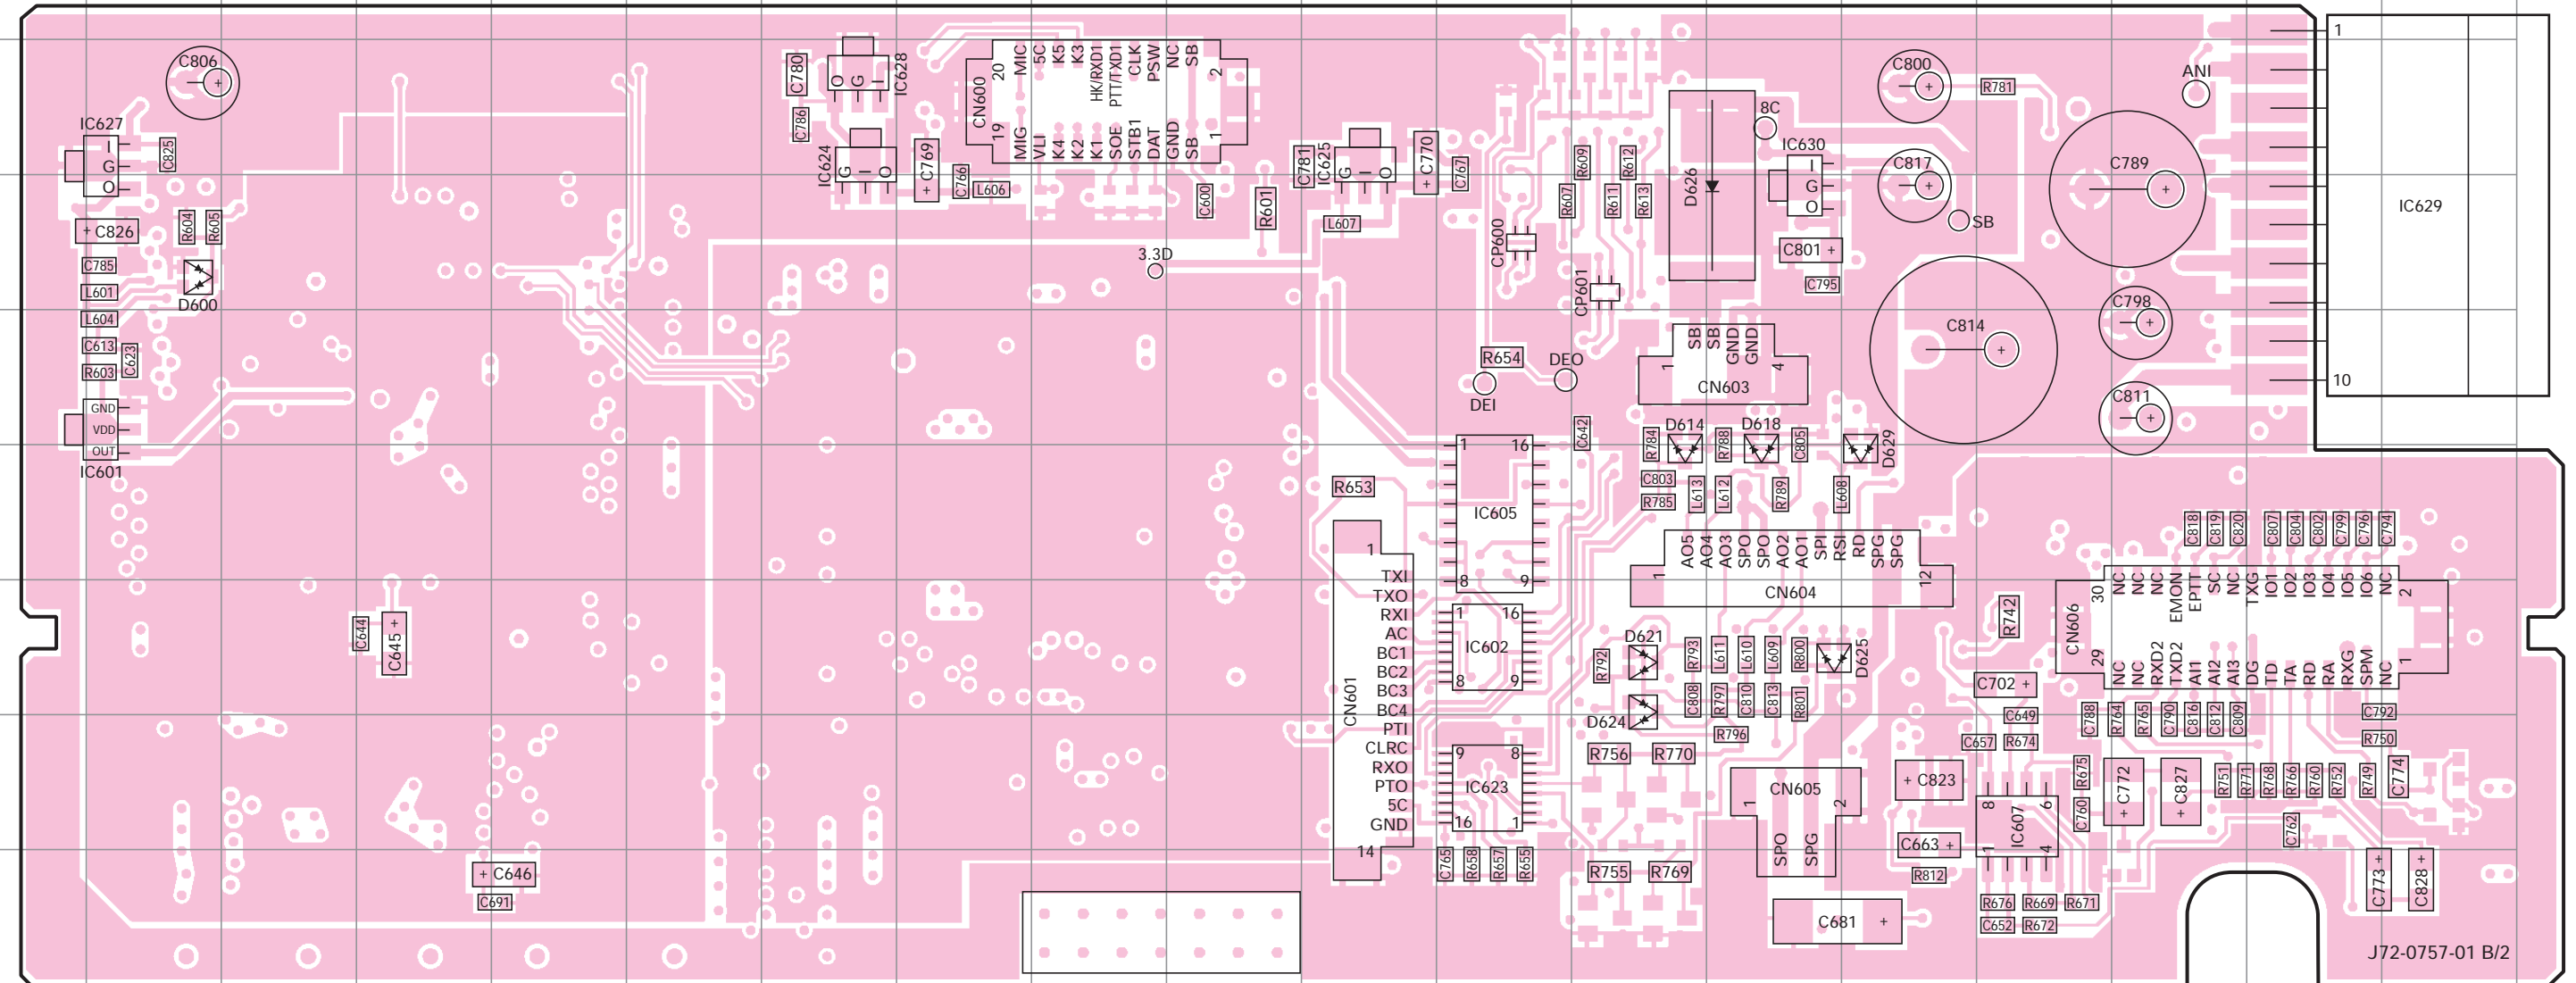 C806
IC627
I
G
O
C825
+ C826
R604
R605
C785
L601
L604
D600
C613
C623
R603
GND
VDD
OUT
IC601
C780
O G I
IC628
C786
IC624
G I O
C769
+
C766
L606
CN600
20
19
2
1
MIC
5C
K5
K3
HK/RXD1
PTT/TXD1
CLK
PSW
NC
SB
MIG
VLI
K4
K2
K1
SOE
STB1
DAT
GND
SB
C600
R601
C781
IC625
G I O
C770
+
C767
L607
3.3D
CP600
CP601
R609
R612
R607
R611
R613
D626
8C
IC630
I
G
O
C801 +
C795
C800
+
R781
C817
+
SB
C789
+
ANI
1
IC629
10
C814
+
C798
+
C811
+
R654
DEO
DEI
SB
SB
GND
GND
1
4
CN603
C642
R784
D614
R788
D618
C805
D629
C803
R785
L613
L612
R789
L608
R653
1
16
IC605
8
9
AO5
AO4
AO3
SPO
SPO
AO2
AO1
SPI
RSI
RD
SPG
SPG
1
12
CN604
1
TXI
TXO
RXI
AC
BC1
BC2
BC3
BC4
PTI
CLRC
RXO
PTO
5C
GND
14
CN601
1
16
IC602
8
9
9
8
IC623
16
1
C765
R658
R657
R655
D621
R792
D624
R793
L611
L610
L609
R800
D625
C808
R797
C810
C813
R801
R796
R756
R770
R755
R769
CN605
1
2
SPO
SPG
C681 +
R742
C702 +
C649
C657
R674
+ C823
C663 +
R812
8
6
IC607
1
4
R675
C760
R676
R669
R671
C652
R672
C818
C819
C820
C807
C804
C802
C799
C796
C794
CN606
30
29
2
1
NC
NC
NC
EMON
EPTT
SC
NC
TXG
IO1
IO2
IO3
IO4
IO5
IO6
NC
NC
NC
RXD2
TXD2
AI1
AI2
AI3
DG
TD
TA
RD
RA
RXG
SPM
NC
C788
R764
R765
C790
C816
C812
C809
C792
R750
C772
+
C827
+
R751
R771
R768
R766
R760
R752
R749
C774
C762
C773 +
C828 +
C644
C645 +
+ C646
C691
J72-0757-01 B/2